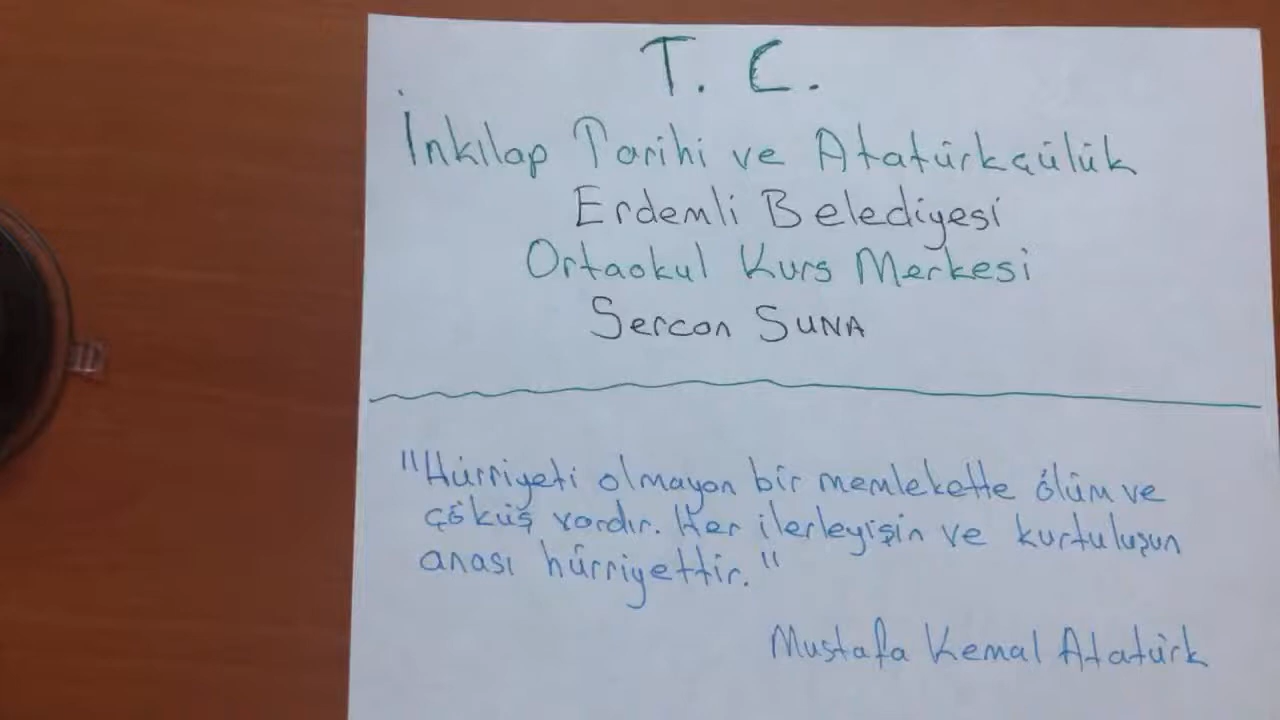 T. C.
İnkılap Tarihi ve Atatürkçülük
Erdemli Belediyesi
Ortaokul Kurs Merkesi
Sercan SUNA
"Hürriyeti olmayan bir memlekette ölüm ve
çöküş vardır. Her ilerleyişin ve kurtuluşun
anası hürriyettir."
Mustafa Kemal Atatürk